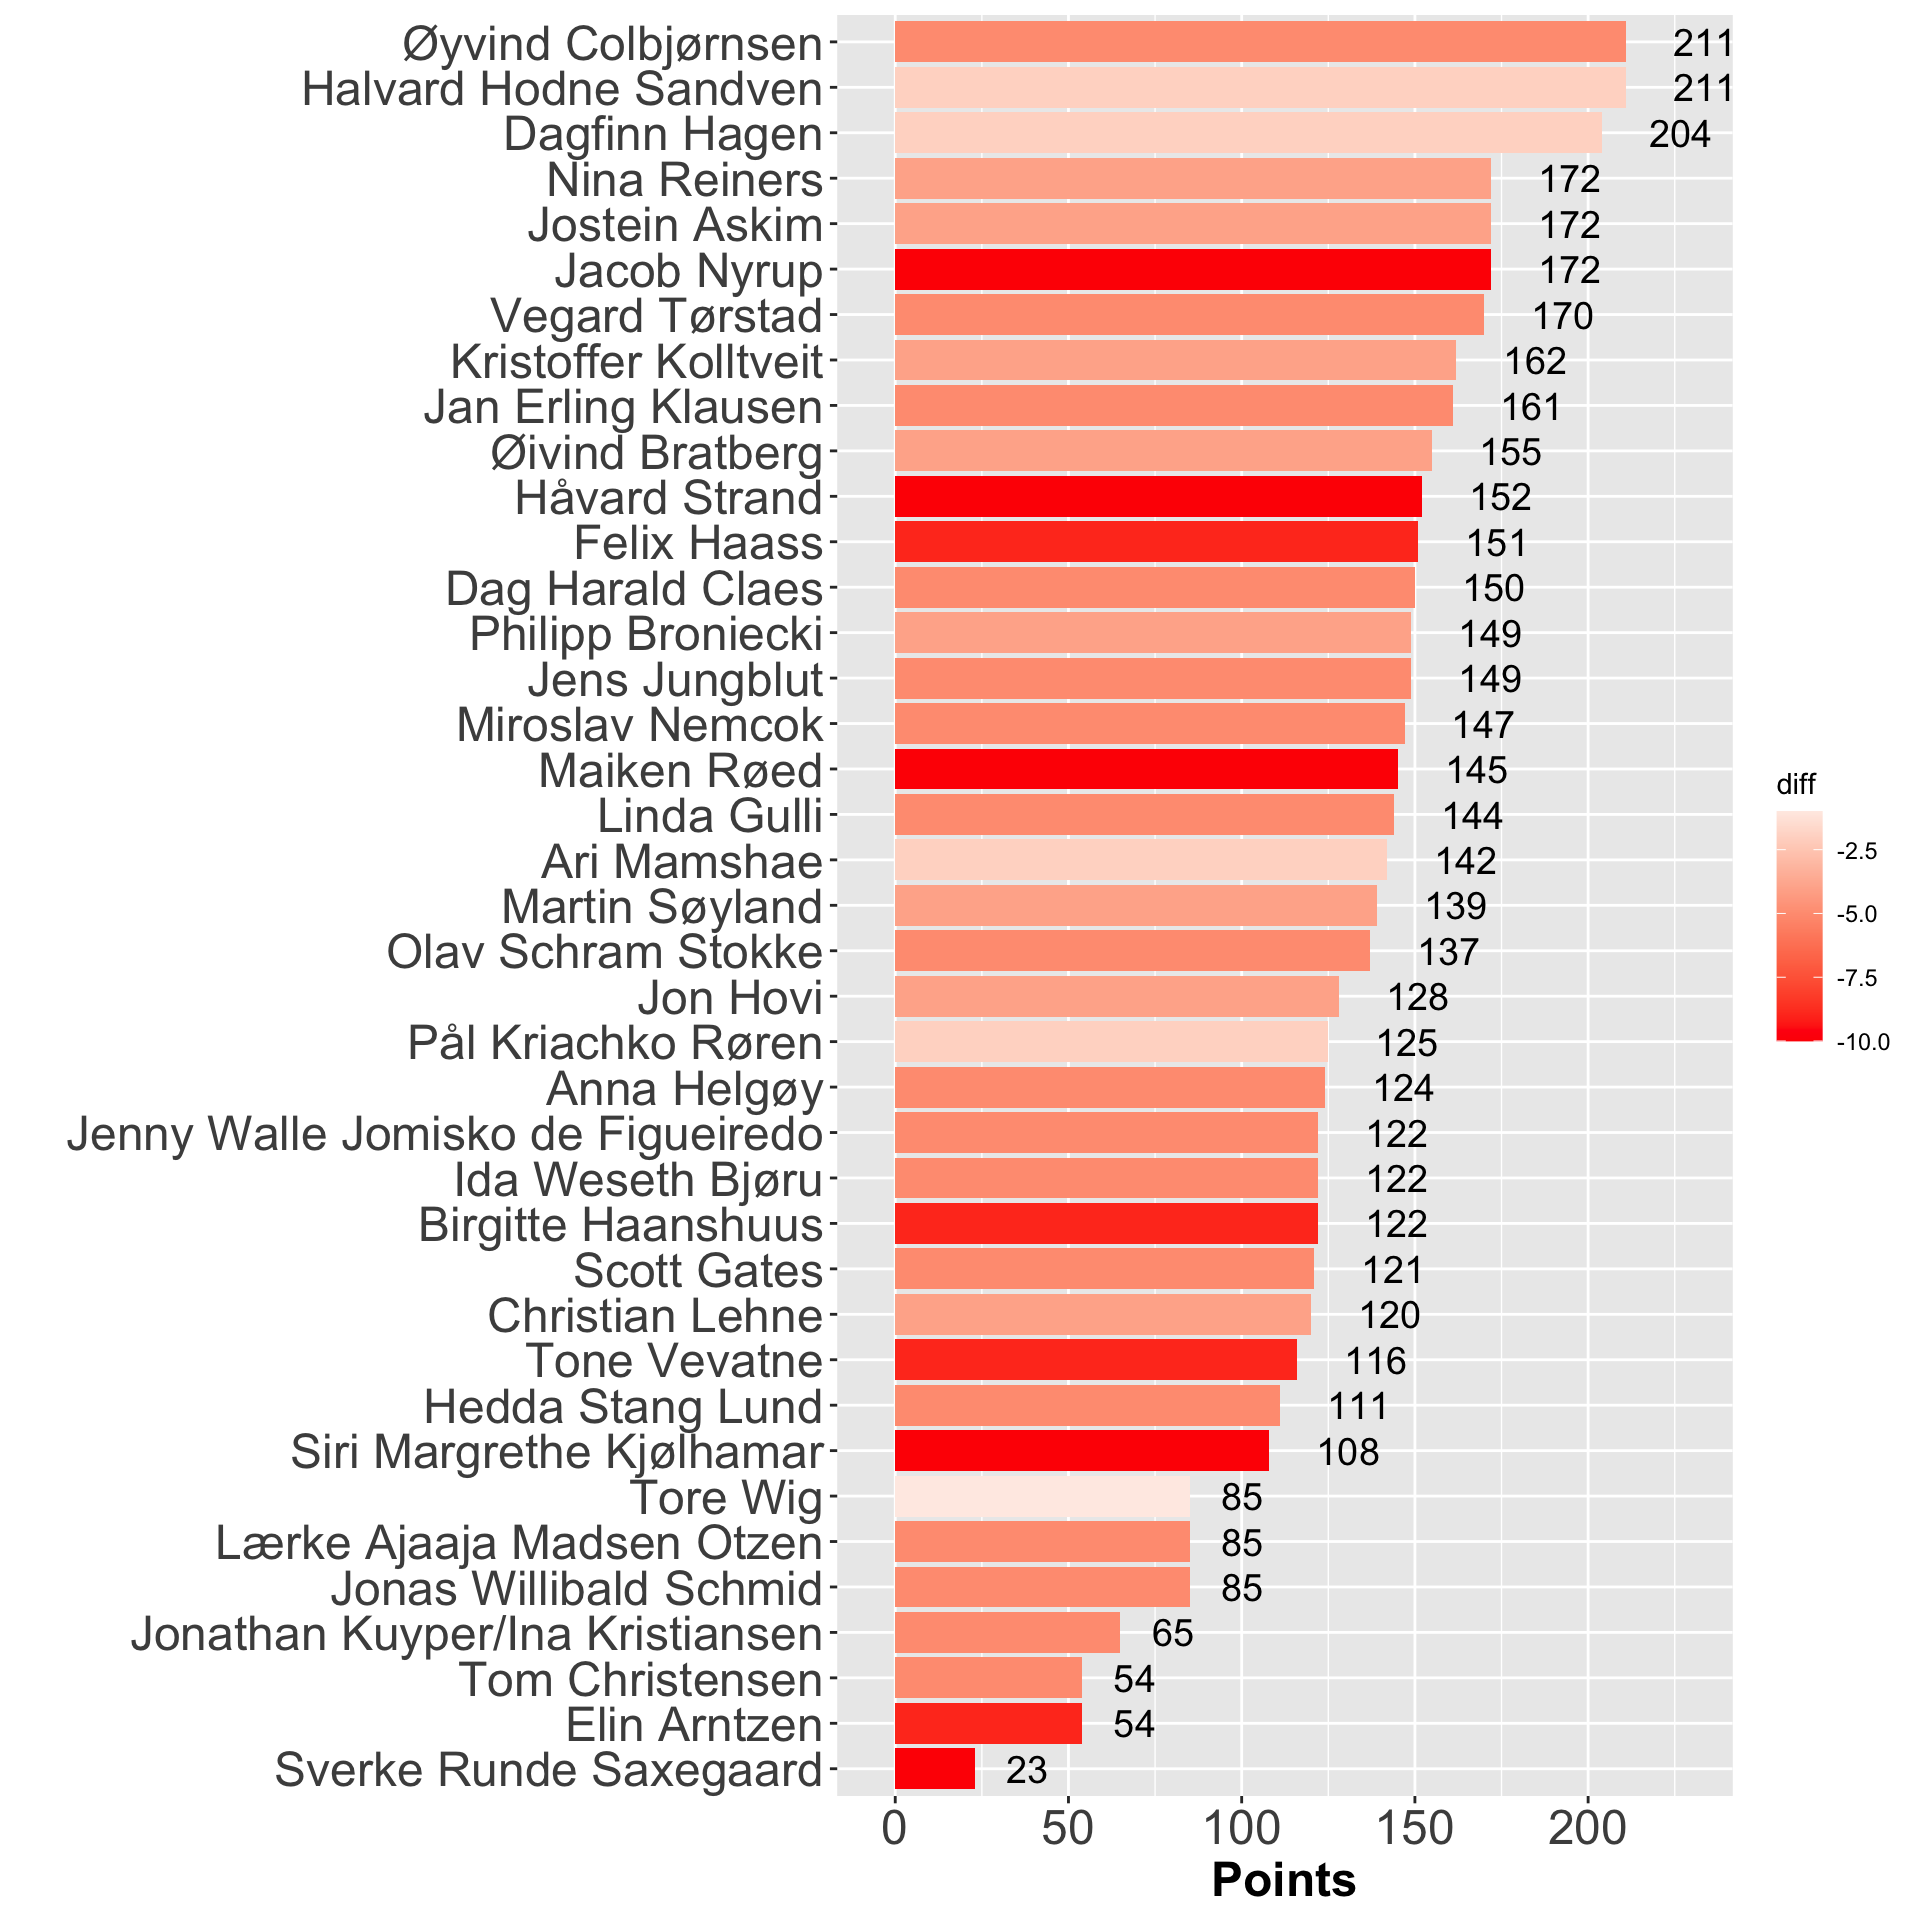 Øyvind Colbjørnsen 211
Halvard Hodne Sandven 211
Dagfinn Hagen 204
Nina Reiners 172
Jostein Askim 172
Jacob Nyrup 172
Vegard Tørstad 170
Kristoffer Kolltveit 162
Jan Erling Klausen 161
Øivind Bratberg 155
Håvard Strand 152
Felix Haass 151
Dag Harald Claes 150
Philipp Broniecki 149
Jens Jungblut 149
Miroslav Nemcok 147
Maiken Røed 145
Linda Gulli 144
Ari Mamshae 142
Martin Søyland 139
Olav Schram Stokke 137
Jon Hovi 128
Pål Kriachko Røren 125
Anna Helgøy 124
Jenny Walle Jomisko de Figueiredo 122
Ida Weseth Bjøru 122
Birgitte Haanshuus 122
Scott Gates 121
Christian Lehne 120
Tone Vevatne 116
Hedda Stang Lund 111
Siri Margrethe Kjølhamar 108
Tore Wig 85
Lærke Ajaaja Madsen Otzen 85
Jonas Willibald Schmid 85
Jonathan Kuyper/Ina Kristiansen 65
Tom Christensen 54
Elin Arntzen 54
Sverke Runde Saxegaard 23
0 50 100 150 200
Points
diff
-2.5
-5.0
-7.5
-10.0